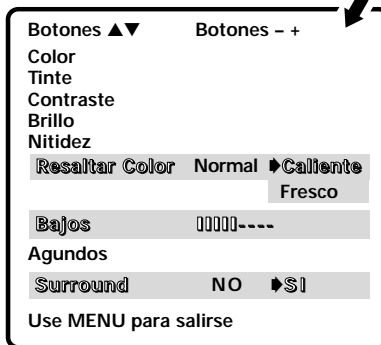 Botones ▲▼ Botones – +
Color
Tinte
Contraste
Brillo
Nitidez
Resaltar Color Normal ➧Caliente
Fresco
Bajos 00000----
Agundos
Surround NO ➧SI
Use MENU para salirse